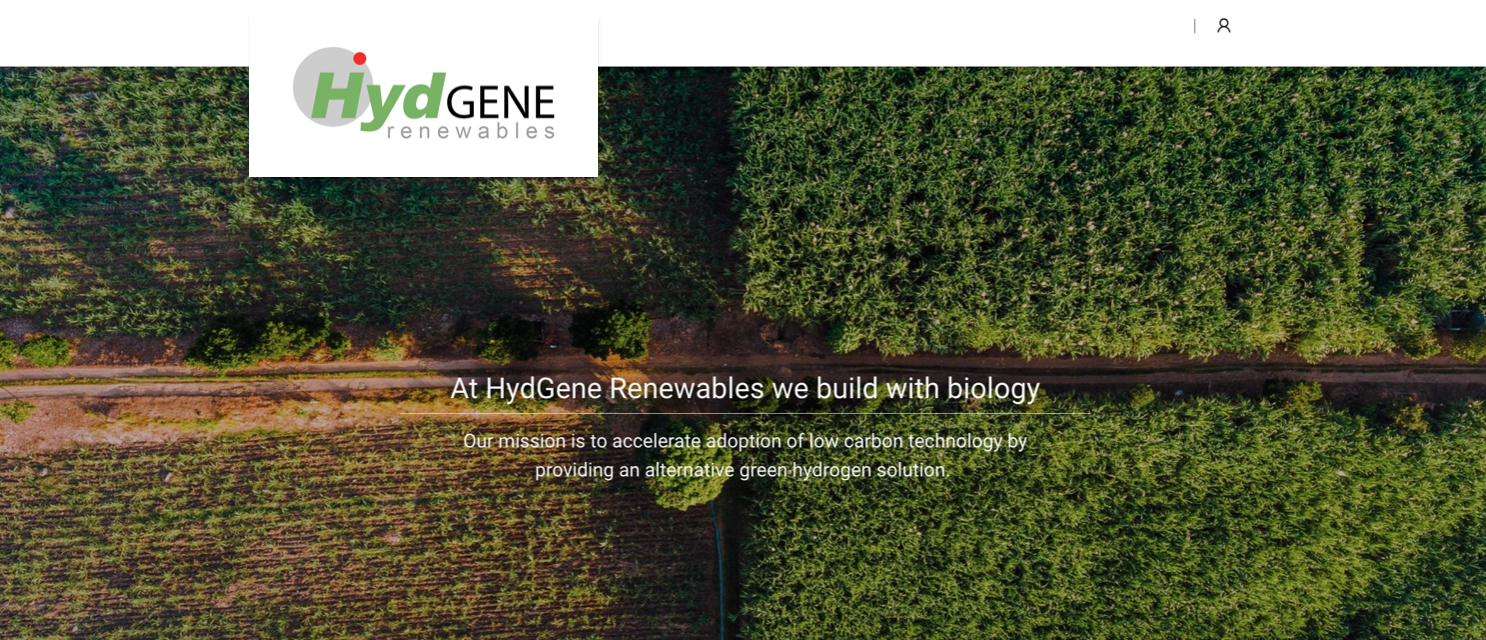 HydGENE
renewables
At HydGene Renewables we build with biology
Our mission is to accelerate adoption of low carbon technology by
providing an alternative green hydrogen solution.